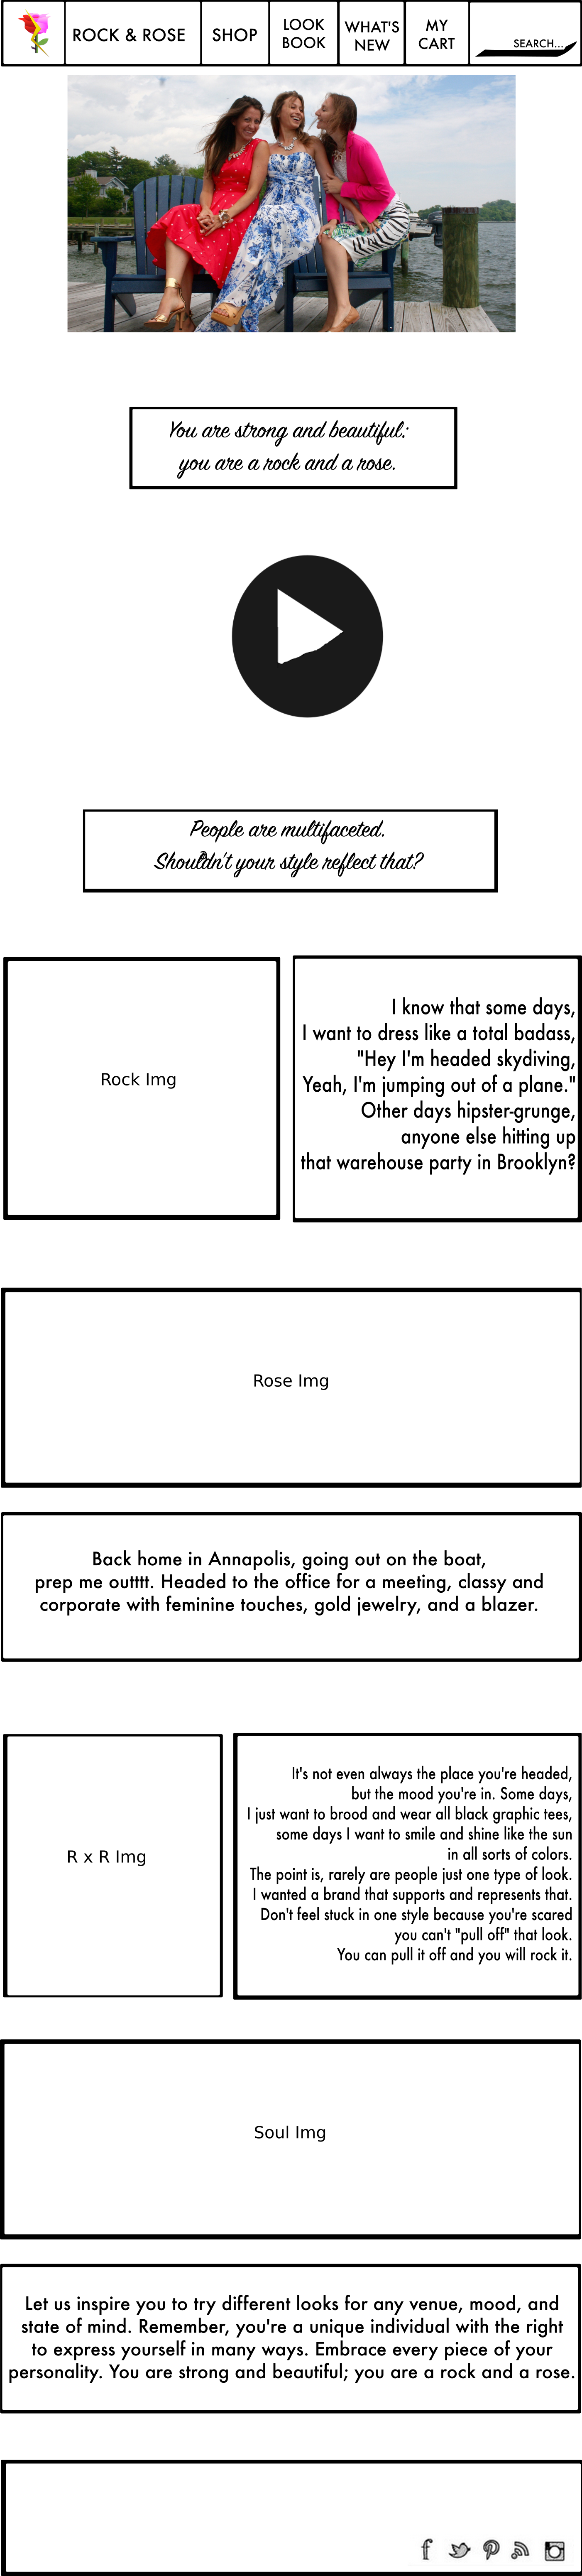 ROCK & ROSE
SHOP
LOOK
BOOK
WHAT'S
NEW
MY
CART
SEARCH...
You are strong and beautiful;
you are a rock and a rose.
People are multifaceted.
Shouldn't your style reflect that?
Rock Img
I know that some days,
I want to dress like a total badass,
"Hey I'm headed skydiving,
Yeah, I'm jumping out of a plane."
Other days hipster-grunge,
anyone else hitting up
that warehouse party in Brooklyn?
Rose Img
Back home in Annapolis, going out on the boat,
prep me outttt. Headed to the office for a meeting, classy and
corporate with feminine touches, gold jewelry, and a blazer.
R x R Img
It's not even always the place you're headed,
but the mood you're in. Some days,
I just want to brood and wear all black graphic tees,
some days I want to smile and shine like the sun
in all sorts of colors.
The point is, rarely are people just one type of look.
I wanted a brand that supports and represents that.
Don't feel stuck in one style because you're scared
you can't "pull off" that look.
You can pull it off and you will rock it.
Soul Img
Let us inspire you to try different looks for any venue, mood, and
state of mind. Remember, you're a unique individual with the right
to express yourself in many ways. Embrace every piece of your
personality. You are strong and beautiful; you are a rock and a rose.